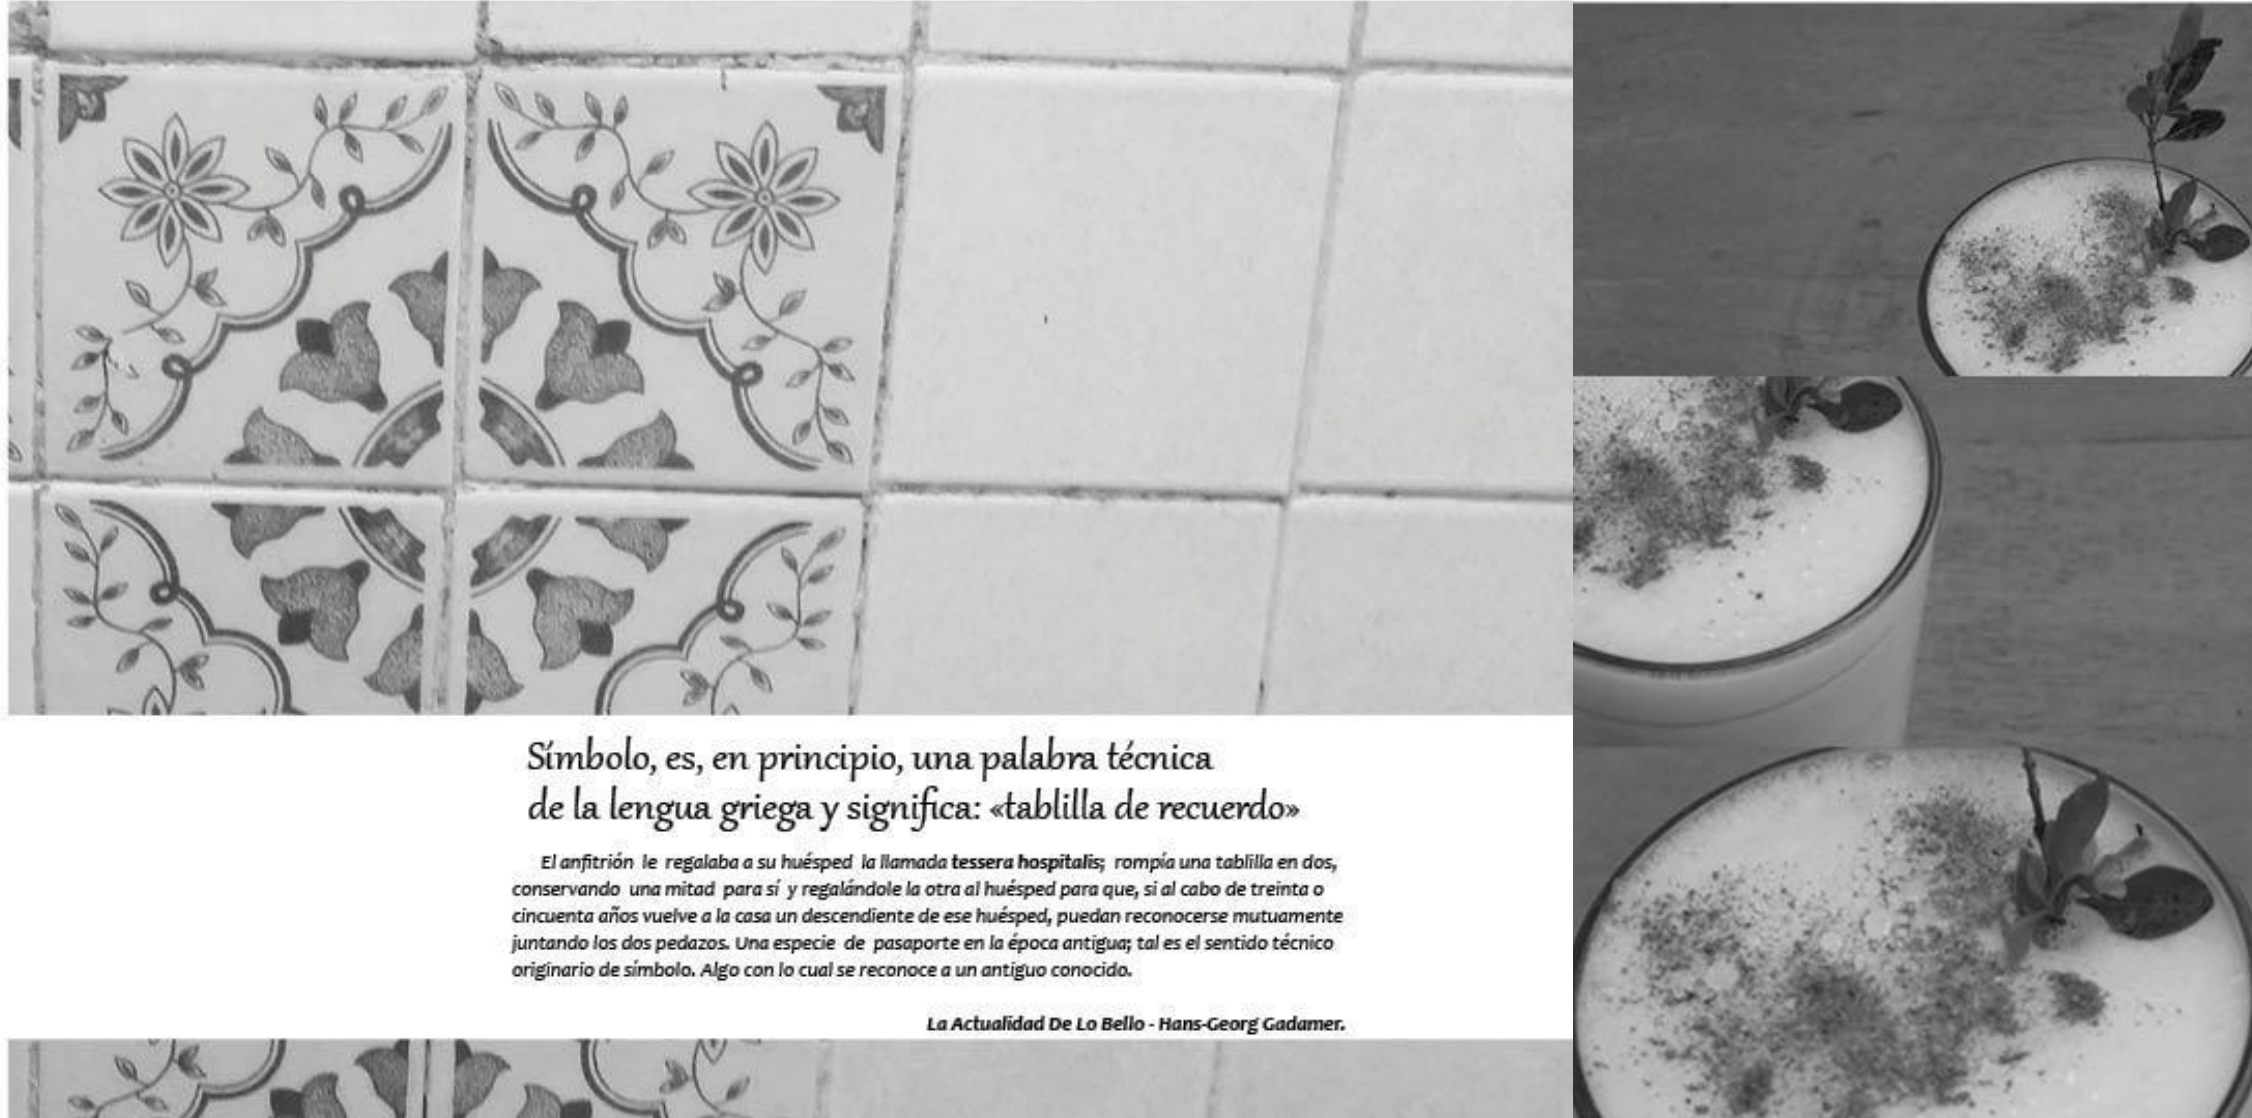 Símbolo, es, en principio, una palabra técnica
de la lengua griega y significa: «tablilla de recuerdo»
El anfitrión le regalaba a su huésped la llamada tessera hospitalis; rompía una tablilla en dos,
conservando una mitad para sí y regalándole la otra al huésped para que, si al cabo de treinta o
cincuenta años vuelve a la casa un descendiente de ese huésped, puedan reconocerse mutuamente
juntando los dos pedazos. Una especie de pasaporte en la época antigua; tal es el sentido técnico
originario de símbolo. Algo con lo cual se reconoce a un antiguo conocido.
La Actualidad De Lo Bello - Hans-Georg Gadamer.